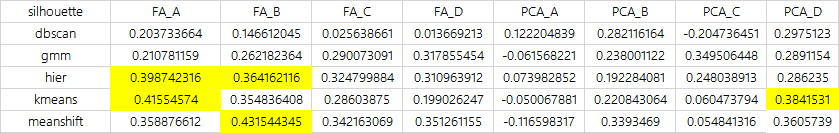 silhouette FA_A FA_B FA_C FA_D PCA_A PCA_B PCA_C PCA_D
dbscan 0.203733664 0.146612045 0.025638661 0.013669213 0.122204839 0.282116164 -0.204736451 0.2975123
gmm 0.210781159 0.262182364 0.290073091 0.317855454 -0.061568221 0.238001122 0.349506448 0.2891154
hier 0.398742316 0.364162116 0.324799884 0.310963912 0.073982852 0.192284081 0.248038913 0.286235
kmeans 0.41554574 0.354836408 0.28603875 0.199026247 -0.050067881 0.220843064 0.060473794 0.3841531
meanshift 0.358876612 0.431544345 0.342163069 0.351261155 -0.116598317 0.3393469 0.054841316 0.3605739